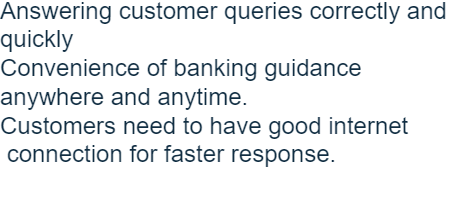 Answering customer queries correctly and
quickly
Convenience of banking guidance
anywhere and anytime.
Customers need to have good internet
connection for faster response.